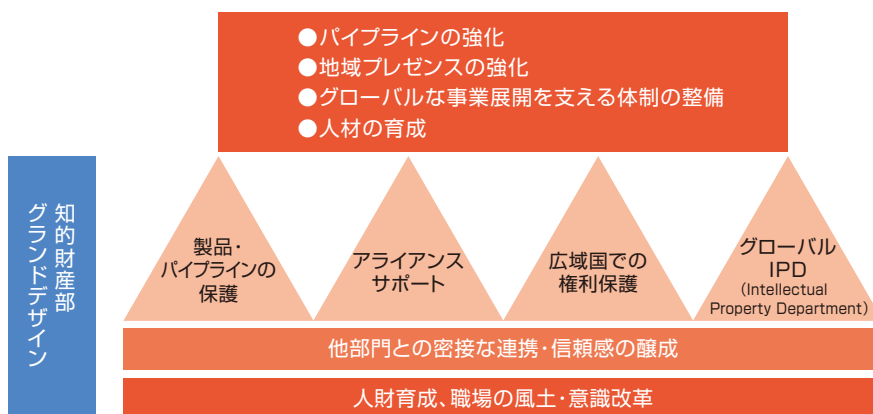 ●パイプラインの強化
●地域プレゼンスの強化
●グローバルな事業展開を支える体制の整備
●人材の育成
知的財産部
グランドデザイン
製品・
パイプラインの
保護
アライアンス
サポート
広域国での
権利保護
グローバル
IPD
(Intellectual
Property Department)
他部門との密接な連携・信頼感の醸成
人財育成、職場の風土・意識改革